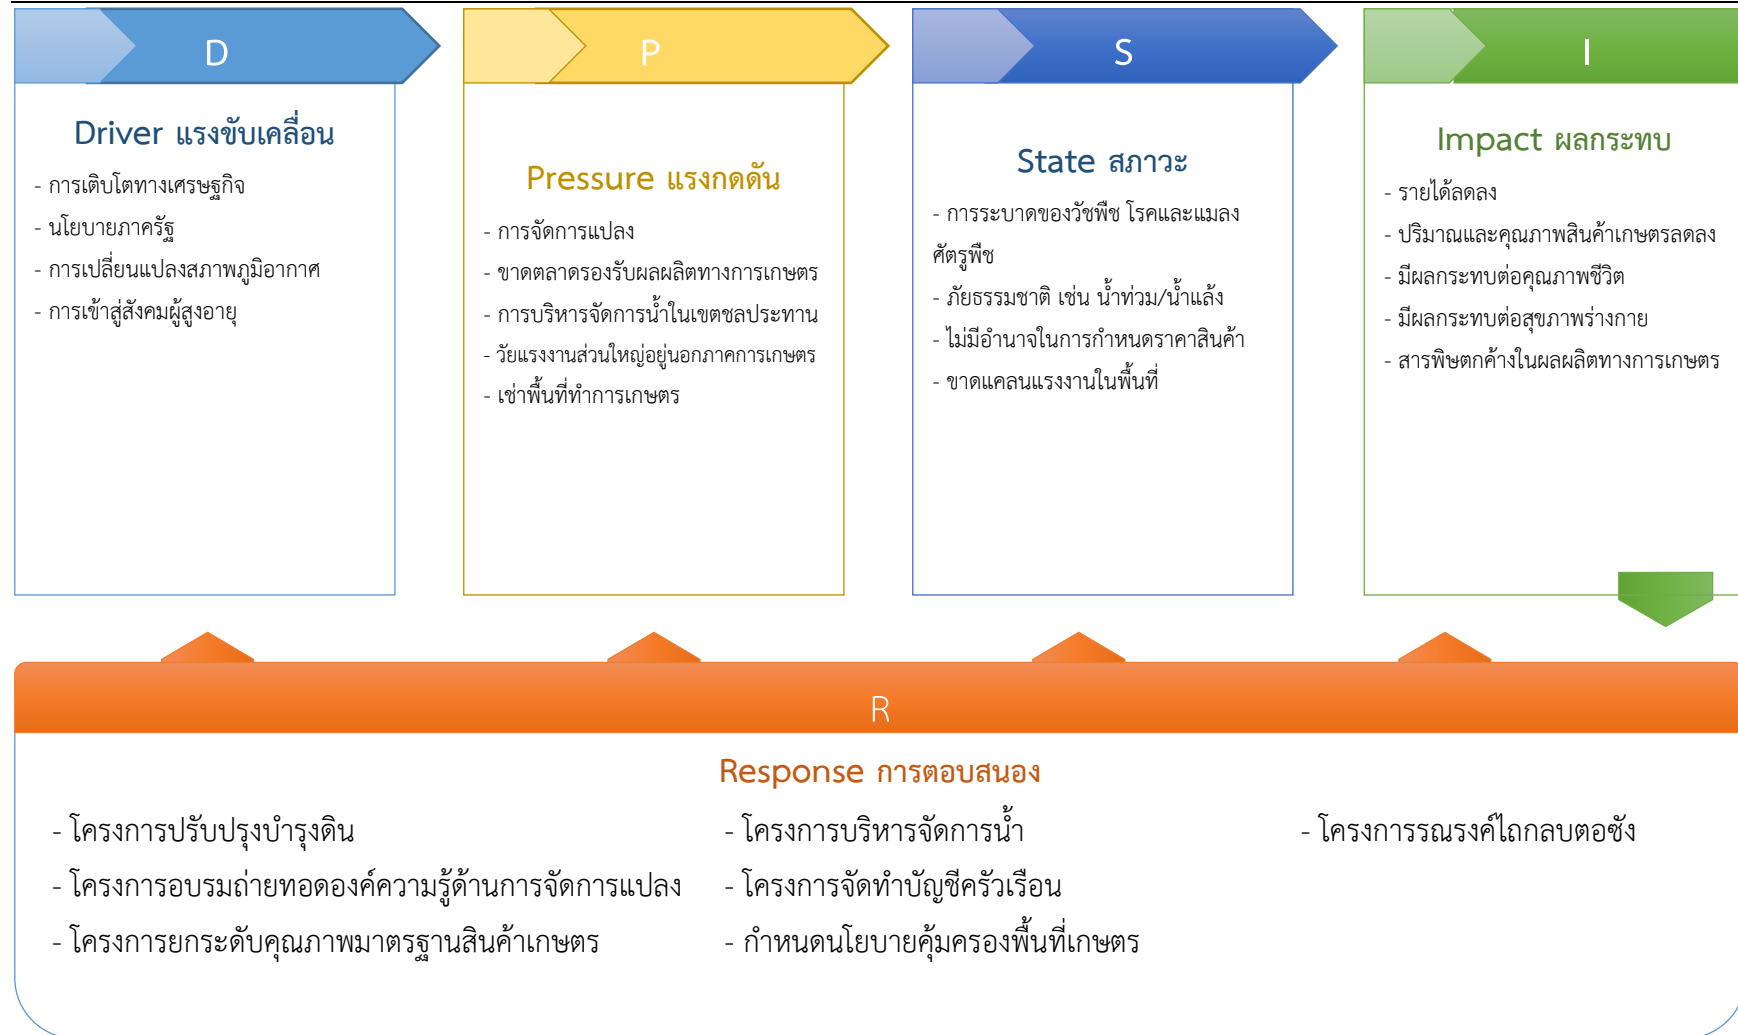 D
Driver แรงขับเคลื่อน
- การเติบโตทางเศรษฐกิจ
- นโยบายภาครัฐ
- การเปลี่ยนแปลงสภาพภูมิอากาศ
- การเข้าสู่สังคมผู้สูงอายุ
P
Pressure แรงกดดัน
- การจัดการแปลง
- ขาดตลาดรองรับผลผลิตทางการเกษตร
- การบริหารจัดการน้ำในเขตชลประทาน
- วัยแรงงานส่วนใหญ่อยู่นอกภาคการเกษตร
- เช่าพื้นที่ทำการเกษตร
S
State สภาวะ
- การระบาดของวัชพืช โรคและแมลง
ศัตรูพืช
- ภัยธรรมชาติ เช่น น้ำท่วม/น้ำแล้ง
- ไม่มีอำนาจในการกำหนดราคาสินค้า
- ขาดแคลนแรงงานในพื้นที่
I
Impact ผลกระทบ
- รายได้ลดลง
- ปริมาณและคุณภาพสินค้าเกษตรลดลง
- มีผลกระทบต่อคุณภาพชีวิต
- มีผลกระทบต่อสุขภาพร่างกาย
- สารพิษตกค้างในผลผลิตทางการเกษตร
R
Response การตอบสนอง
- โครงการปรับปรุงบำรุงดิน
- โครงการอบรมถ่ายทอดองค์ความรู้ด้านการจัดการแปลง
- โครงการยกระดับคุณภาพมาตรฐานสินค้าเกษตร
- โครงการบริหารจัดการน้ำ
- โครงการจัดทำบัญชีครัวเรือน
- กำหนดนโยบายคุ้มครองพื้นที่เกษตร
- โครงการรณรงค์ไถกลบตอซัง